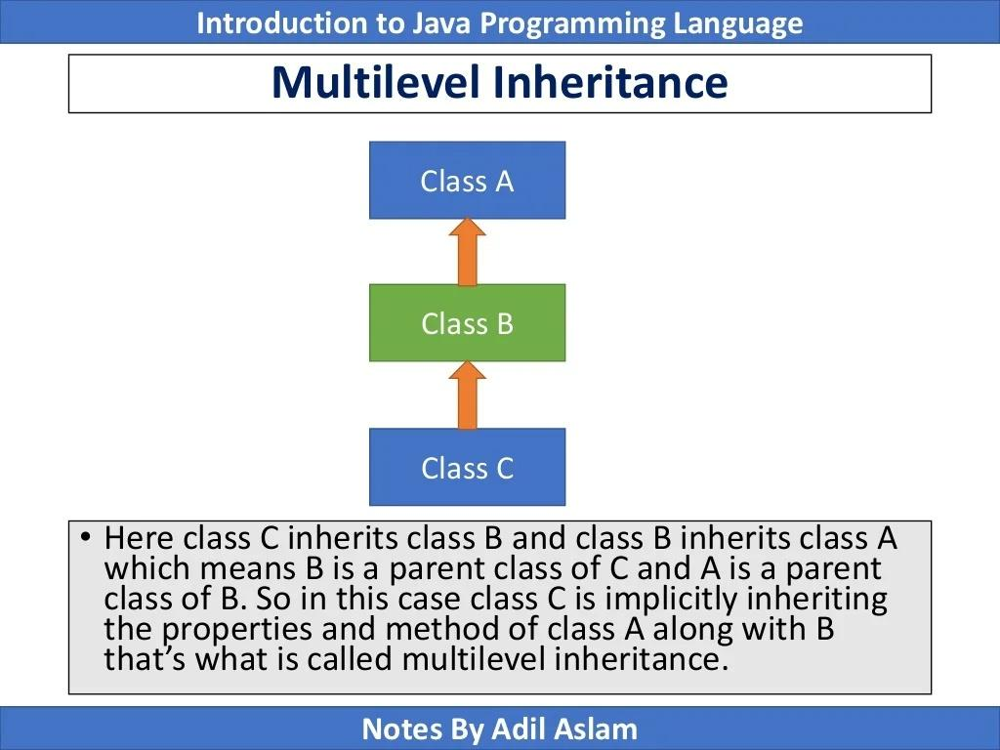 Introduction to Java Programming Language
Multilevel Inheritance
Class A
Class B
Class C
• Here class C inherits class B and class B inherits class A
which means B is a parent class of C and A is a parent
class of B. So in this case class C is implicitly inheriting
the properties and method of class A along with B
that’s what is called multilevel inheritance.
Notes By Adil Aslam